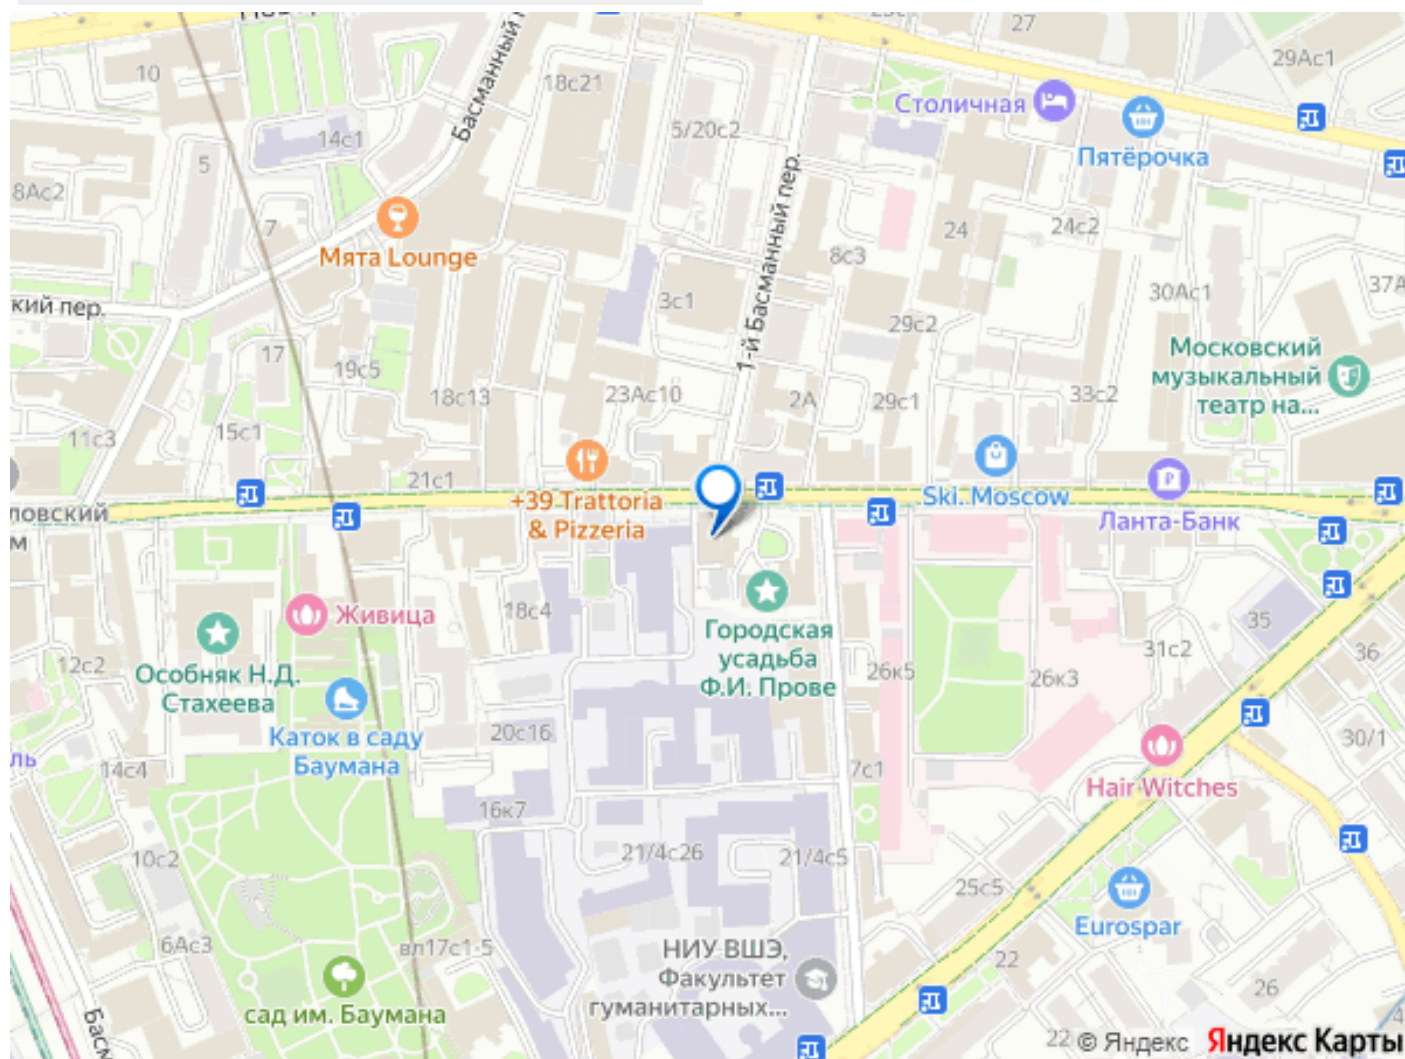 27
29Ас1
10
18с21
Басманный
Столичная
14с1
5/20с2
Пятёрочка
5
8Ас2
1-й Басманный пер.
7
24
24с2
Мята Lounge
8с3
37А
кий пер.
3с1
30Ас1
29с2
17
Московский
музыкальный
театр на...
19с5
18с13
23Ас10
2А
29с1
33с2
11с3
15с1
21с1
+39 Trattoria
& Pizzeria
Ski..Moscow
Ланта-Банк
ловский
м
18с4
Живица
Городская
усадьба
Ф.И. Прове
35
31с2
36
12с2
Особняк Н.Д.
Стахеева
26к5
26к3
Каток в саду
Баумана
20с16
30/1
ль
14с4
7с1
Hair Witches
16к7
10с2
21/4с26
21/4с5
25с5
Eurospar
6Ас3
вл17с1-5
НИУ ВШЭ,
Факультет
гуманитарных...
22
26
сад им. Баумана
Басм
22
© Яндекс Яндекс Карты